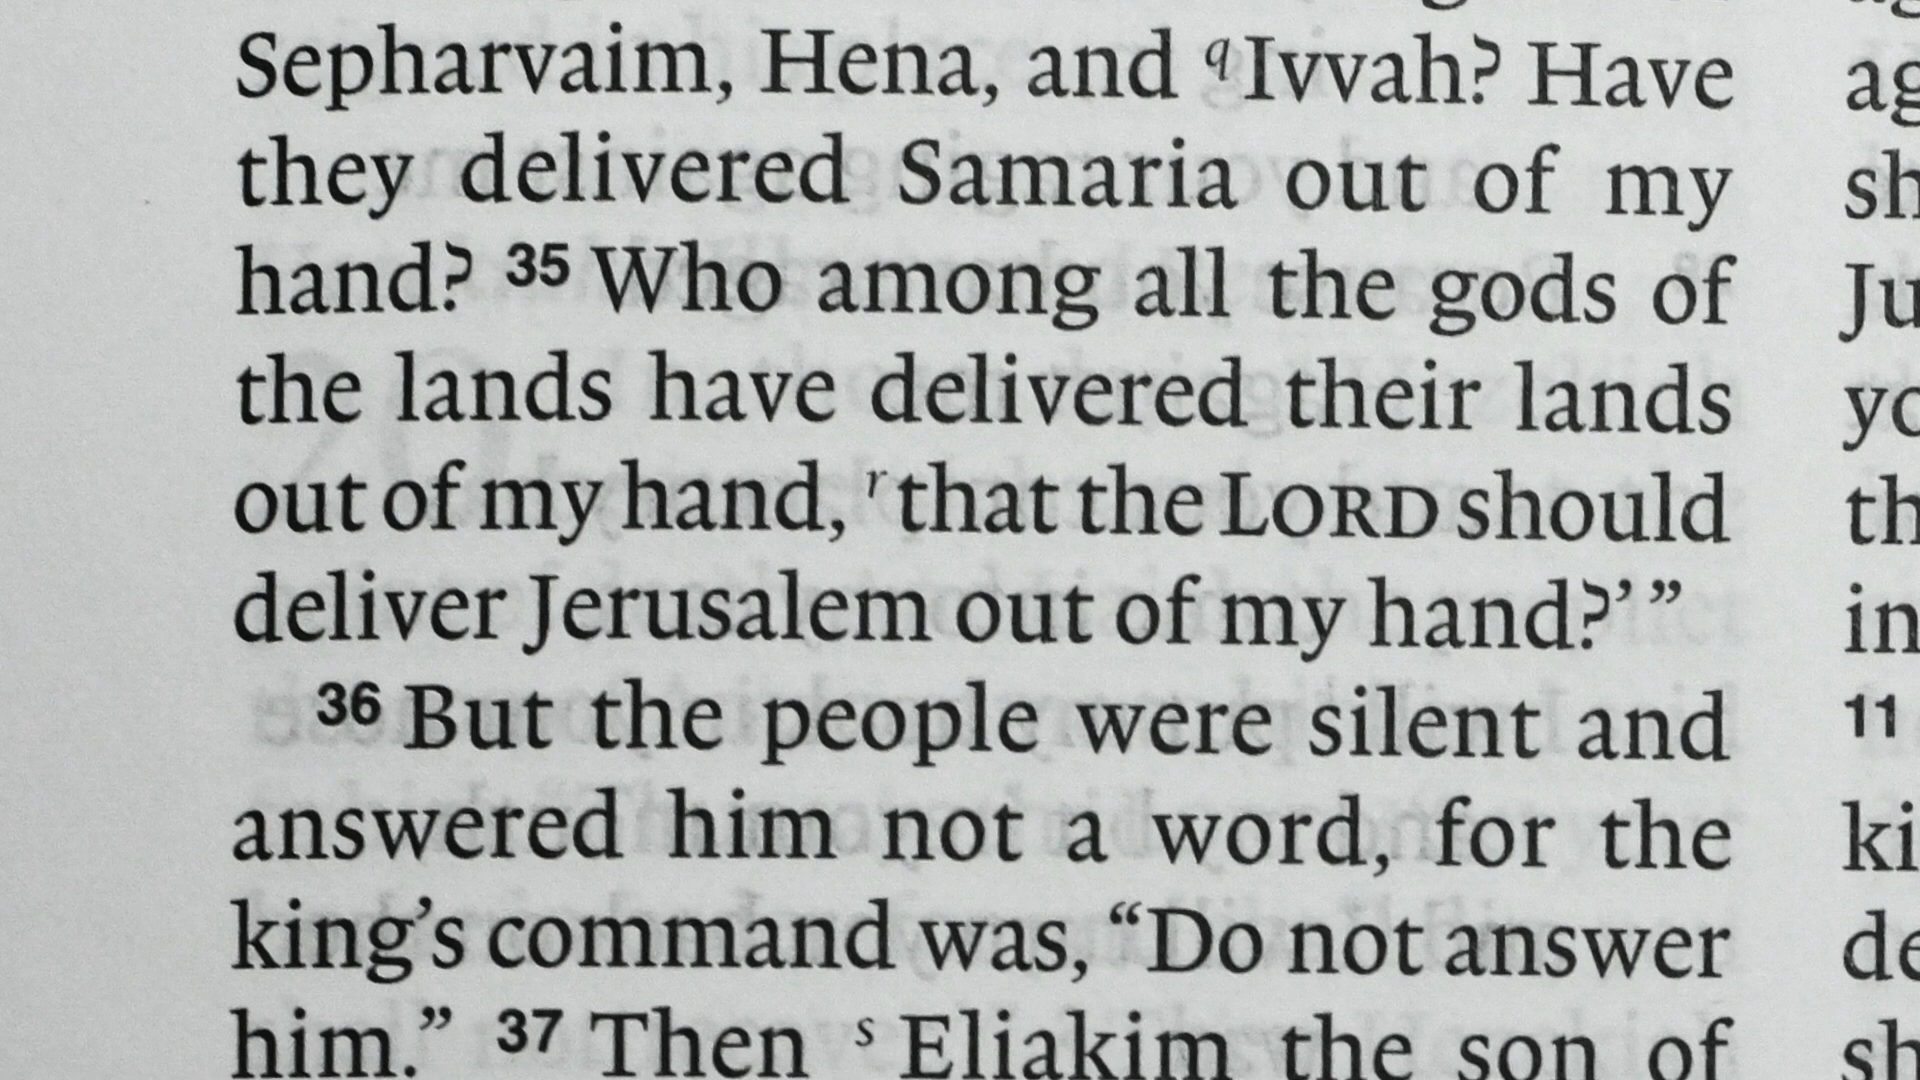 Sepharvaim, Hena, and qIvvah? Have
they delivered Samaria out of my
hand? 35 Who among all the gods of
the lands have delivered their lands
out of my hand, rthat the LORD should
deliver Jerusalem out of my hand?’”
36 But the people were silent and
answered him not a word, for the
king’s command was, “Do not answer
him.” 37 Then s Eliakim the son of
11